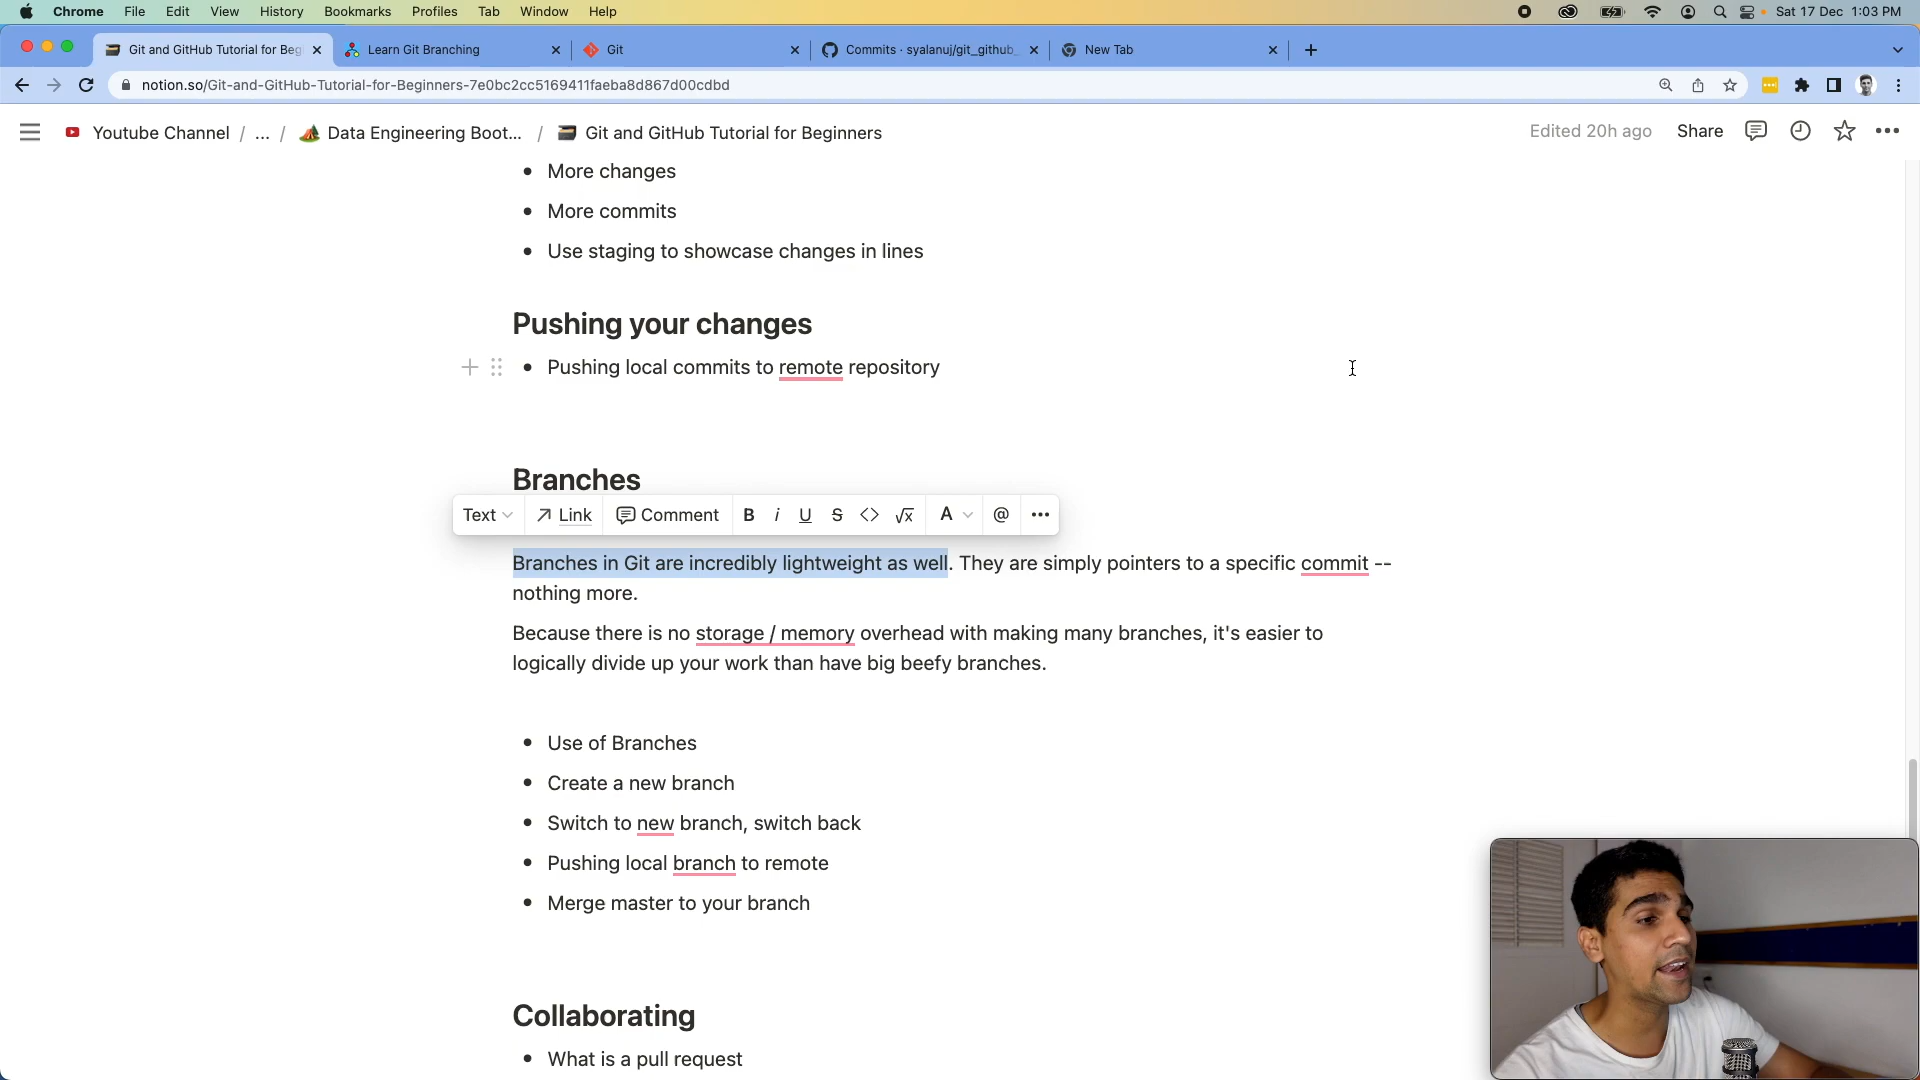 Chrome File Edit View History Bookmarks Profiles Tab Window Help Sat 17 Dec 1:03 PM
Git and GitHub Tutorial for Beg Learn Git Branching Git Commits · syalanuj/git_github_ New Tab
notion.so/Git-and-GitHub-Tutorial-for-Beginners-7e0bc2cc5169411faeba8d867d00cdbd
Youtube Channel / ... / Data Engineering Boot... / Git and GitHub Tutorial for Beginners Edited 20h ago Share
• More changes
• More commits
• Use staging to showcase changes in lines
Pushing your changes
• Pushing local commits to remote repository
Branches
Text Link Comment B i U S <> √x A @ •••
Branches in Git are incredibly lightweight as well. They are simply pointers to a specific commit --
nothing more.
Because there is no storage / memory overhead with making many branches, it's easier to
logically divide up your work than have big beefy branches.
• Use of Branches
• Create a new branch
• Switch to new branch, switch back
• Pushing local branch to remote
• Merge master to your branch
Collaborating
• What is a pull request